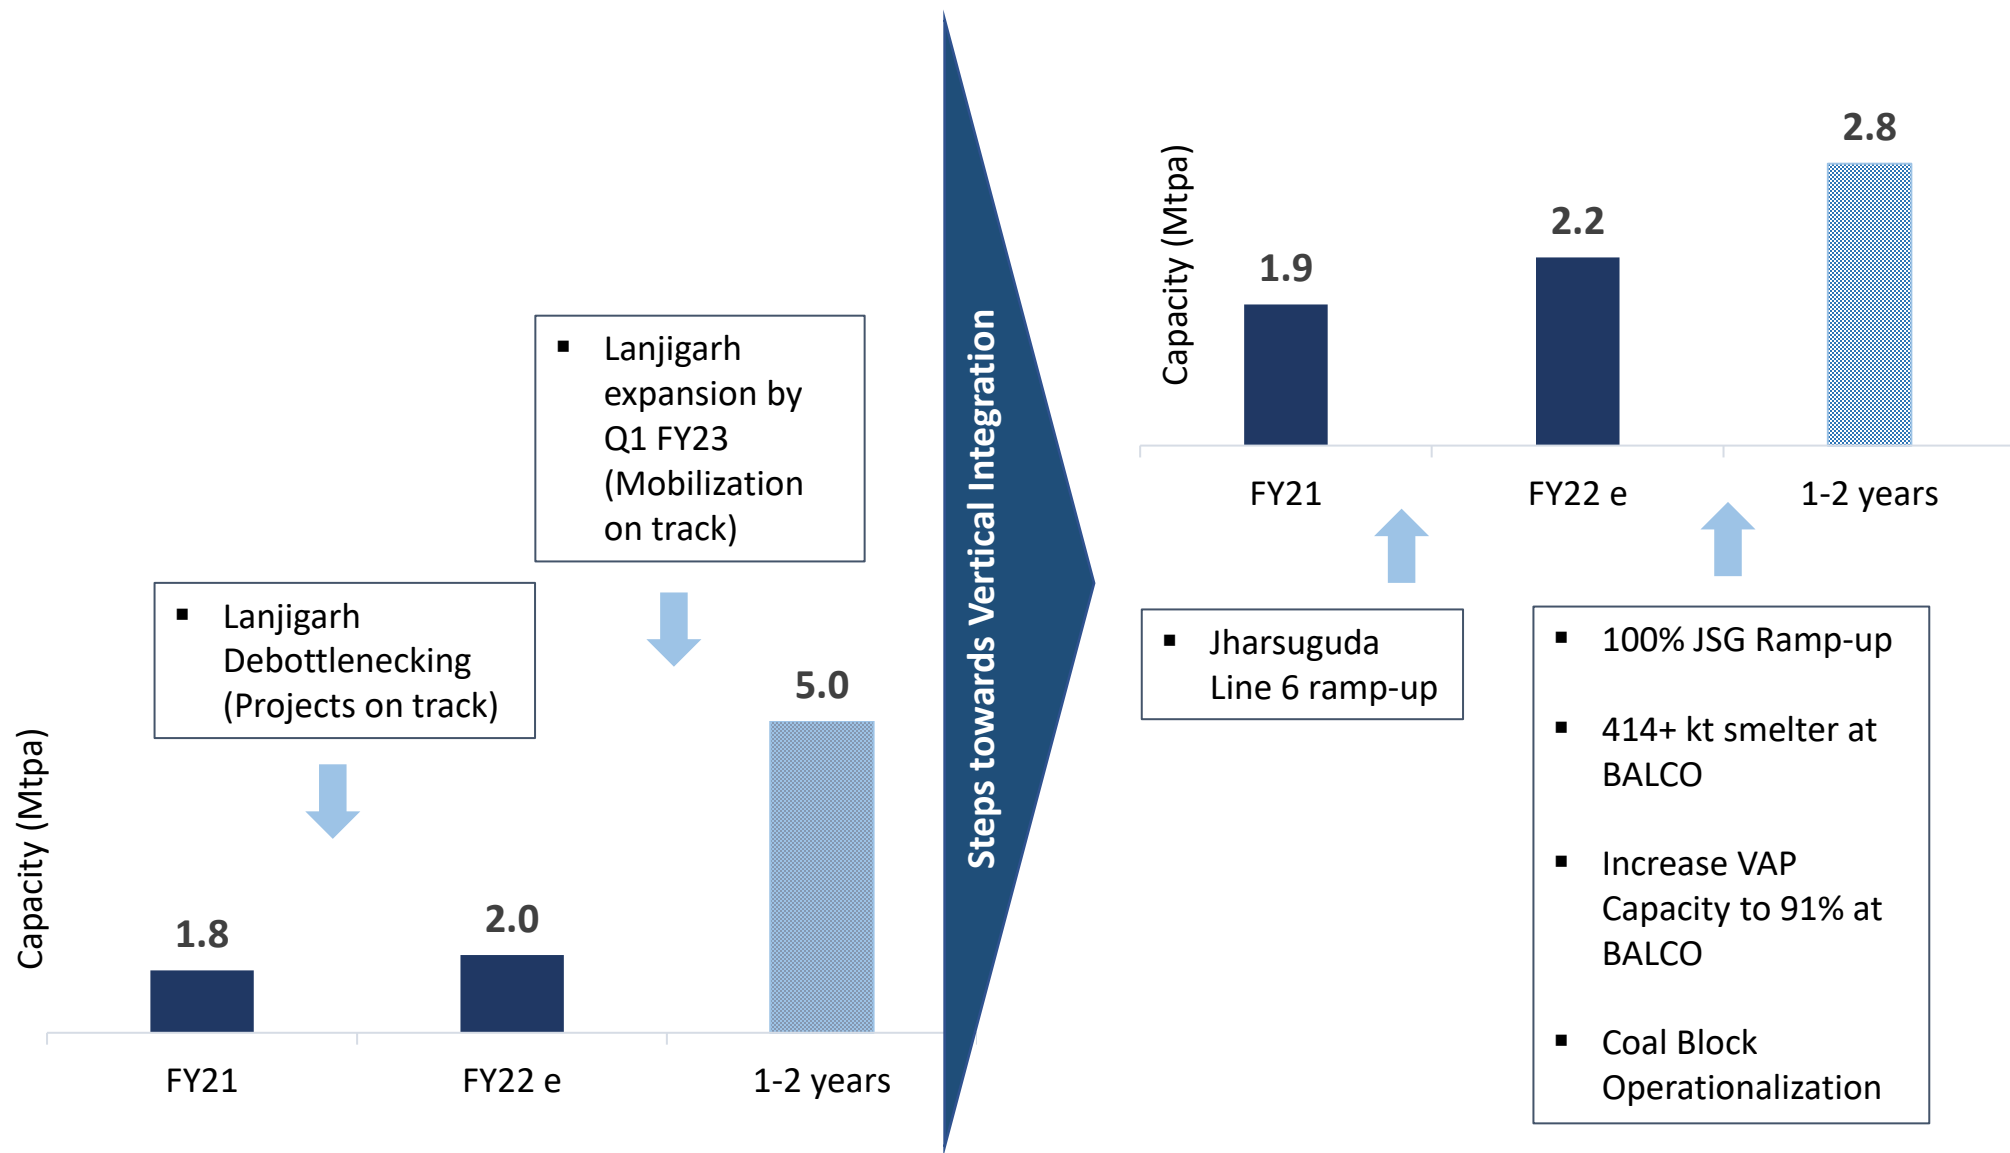 Capacity (Mtpa)
1.8
2.0
5.0
FY21
FY22 e
1-2 years
▪ Lanjigarh
Debottlenecking
(Projects on track)
▪ Lanjigarh
expansion by
Q1 FY23
(Mobilization
on track)
Steps towards Vertical Integration
Capacity (Mtpa)
1.9
2.2
2.8
FY21
FY22 e
1-2 years
▪ Jharsuguda
Line 6 ramp-up
▪ 100% JSG Ramp-up
▪ 414+ kt smelter at
BALCO
▪ Increase VAP
Capacity to 91% at
BALCO
▪ Coal Block
Operationalization